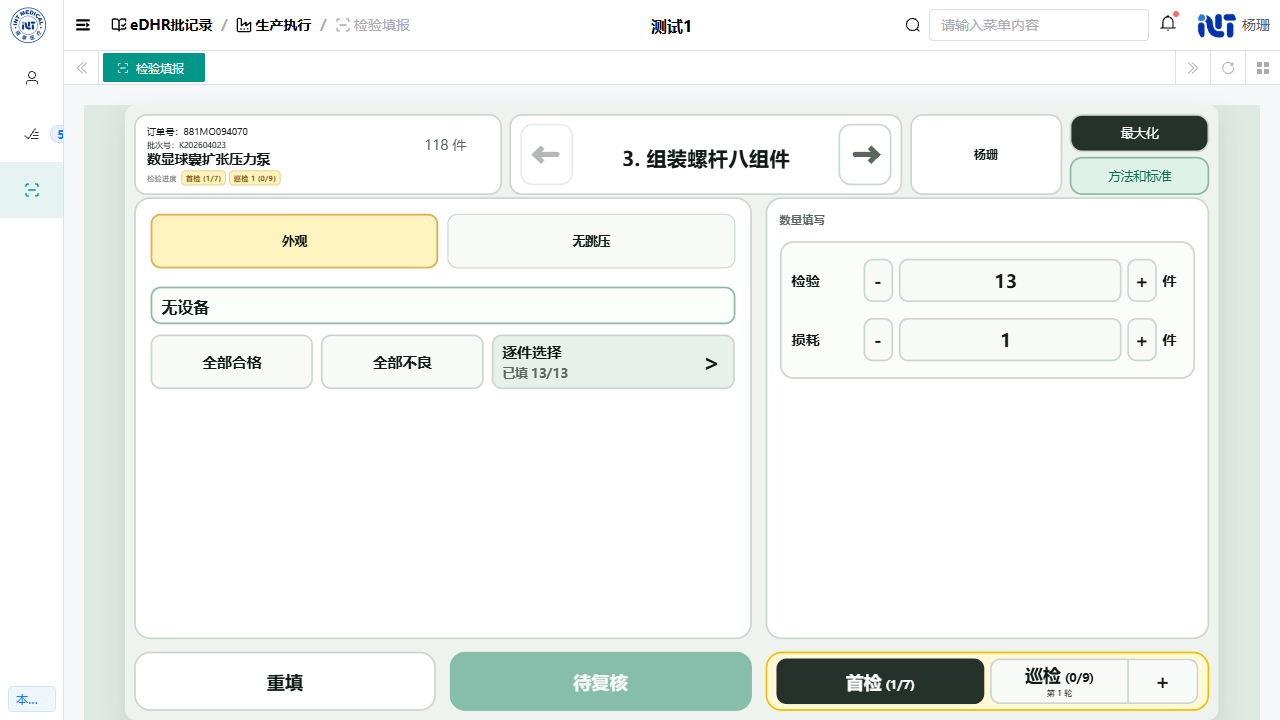 eDHR批记录 / 生产执行 / 检验填报
测试1
请输入菜单内容
杨珊
检验填报
5
本...
订单号：881MO094070
批次号：K202604023
数显球囊扩张压力泵
118 件
检验进度 首检 (1/7) 巡检 1 (0/9)
3. 组装螺杆八组件
杨珊
最大化
方法和标准
外观
无跳压
无设备
全部合格
全部不良
逐件选择
已填 13/13
>
数量填写
检验 - 13 + 件
损耗 - 1 + 件
重填
待复核
首检 (1/7)
巡检 (0/9)
第 1 轮
+